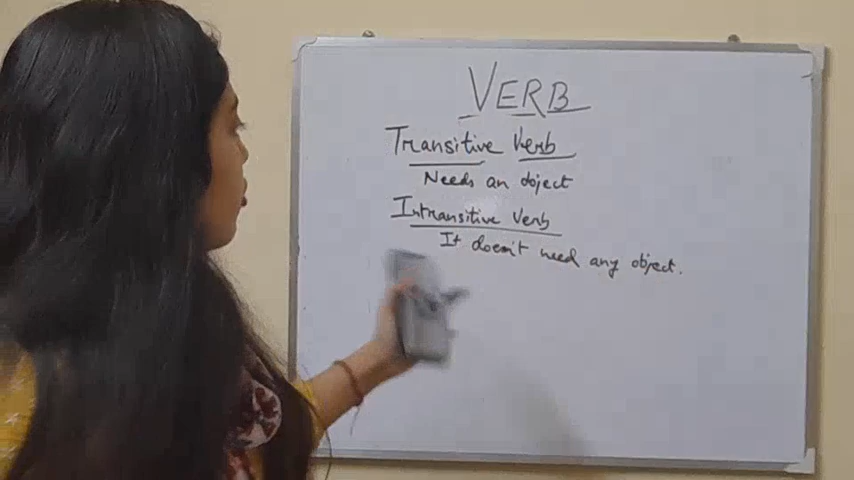 VERB
Transitive Verb
Needs an object
Intransitive Verb
It doesn't need any object.